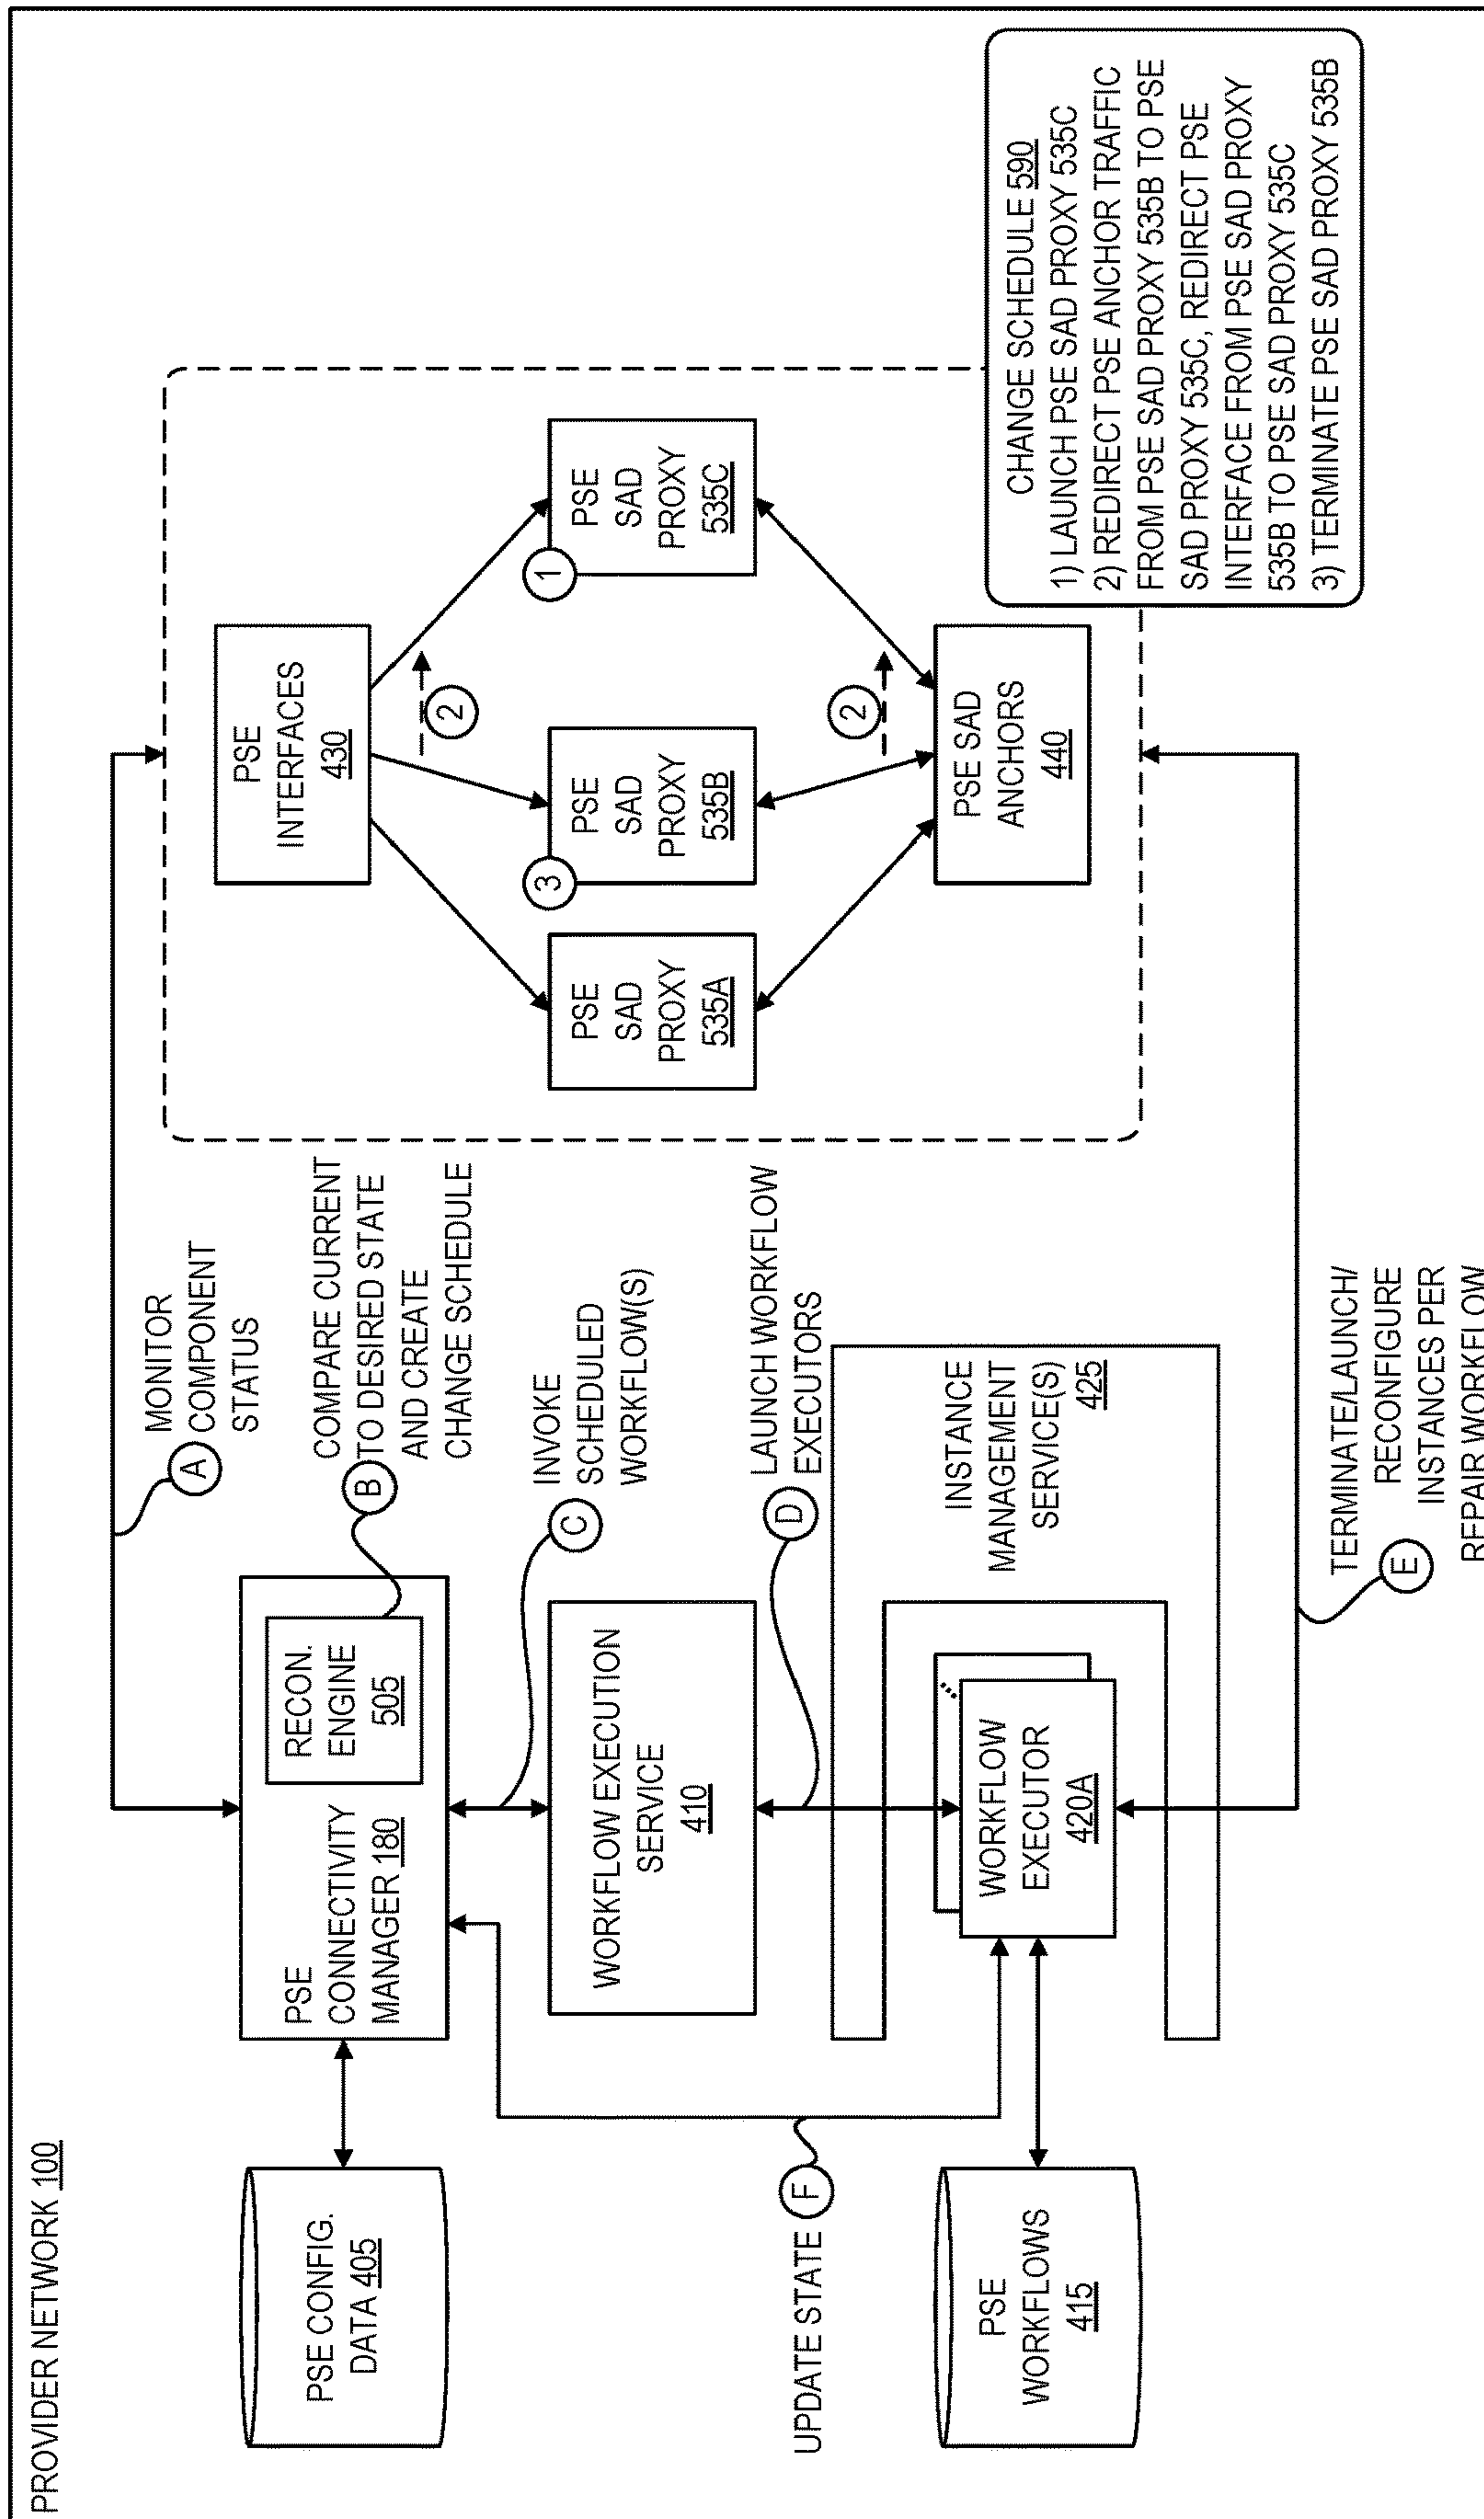 PROVIDER NETWORK 100
PSE CONFIG.
DATA 405
PSE
CONNECTIVITY
MANAGER 180
RECON.
ENGINE
505
A
MONITOR
COMPONENT
STATUS
B
COMPARE CURRENT
TO DESIRED STATE
AND CREATE
CHANGE SCHEDULE
C
INVOKE
SCHEDULED
WORKFLOW(S)
WORKFLOW EXECUTION
SERVICE
410
D
LAUNCH WORKFLOW
EXECUTORS
UPDATE STATE
F
INSTANCE
MANAGEMENT
SERVICE(S)
425
WORKFLOW
EXECUTOR
420A
PSE
WORKFLOWS
415
E
TERMINATE/LAUNCH/
RECONFIGURE
INSTANCES PER
REPAIR WORKFLOW
PSE
INTERFACES
430
2
PSE
SAD
PROXY
535A
3
PSE
SAD
PROXY
535B
1
PSE
SAD
PROXY
535C
2
PSE SAD
ANCHORS
440
CHANGE SCHEDULE 590
1) LAUNCH PSE SAD PROXY 535C
2) REDIRECT PSE ANCHOR TRAFFIC
FROM PSE SAD PROXY 535B TO PSE
SAD PROXY 535C, REDIRECT PSE
INTERFACE FROM PSE SAD PROXY
535B TO PSE SAD PROXY 535C
3) TERMINATE PSE SAD PROXY 535B